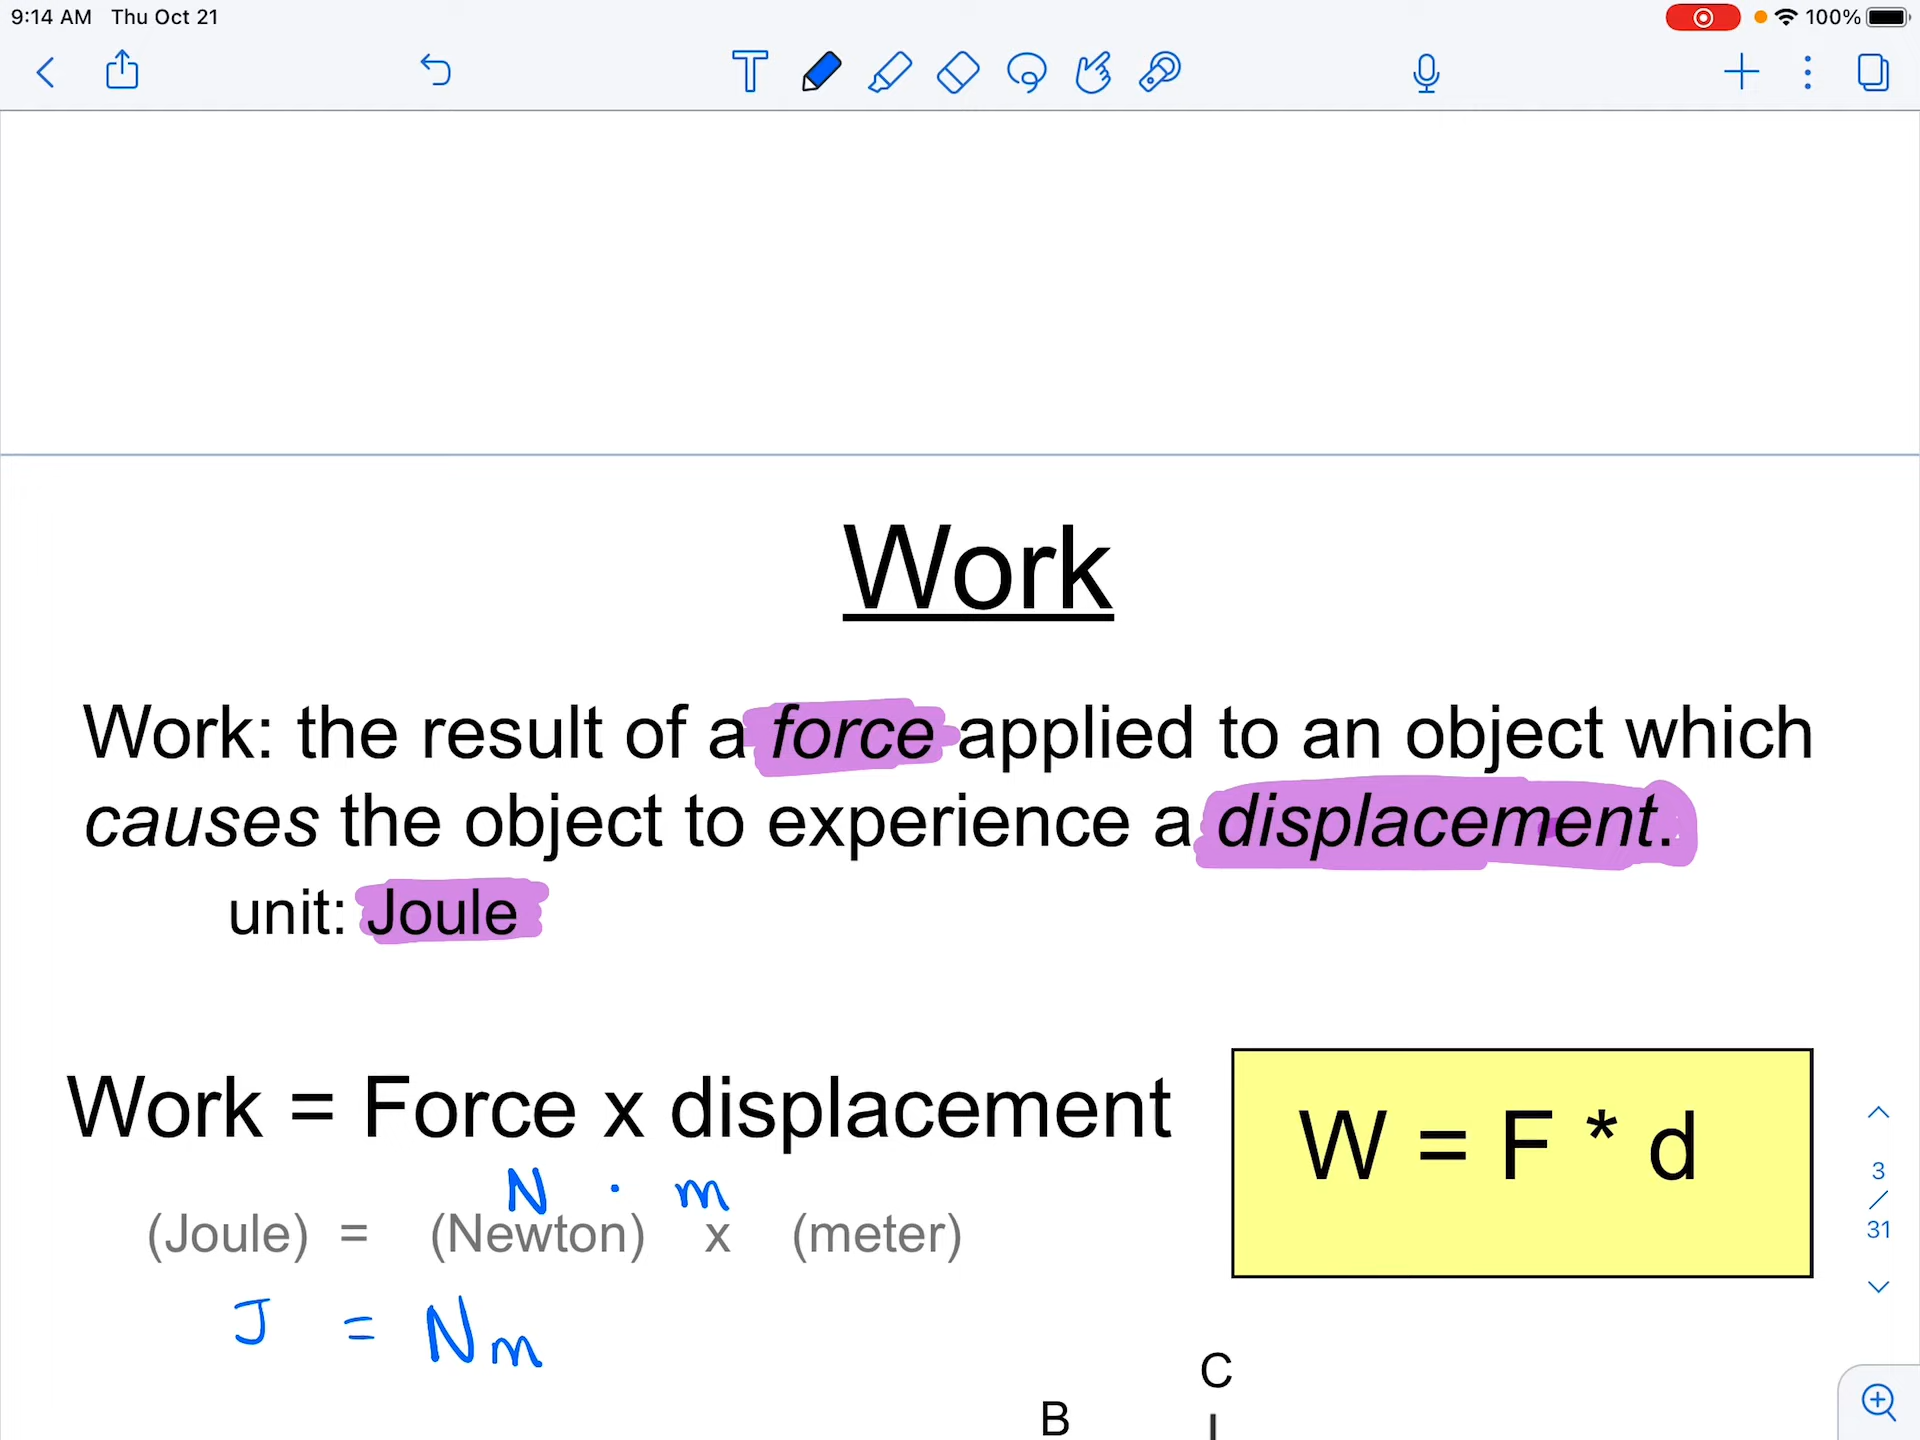 9:14 AM Thu Oct 21 100%
T
Work
Work: the result of a force applied to an object which
causes the object to experience a displacement.
unit: Joule
Work = Force x displacement
W = F * d
N · m
(Joule) = (Newton) x (meter)
J = Nm
3
/
31
C
B